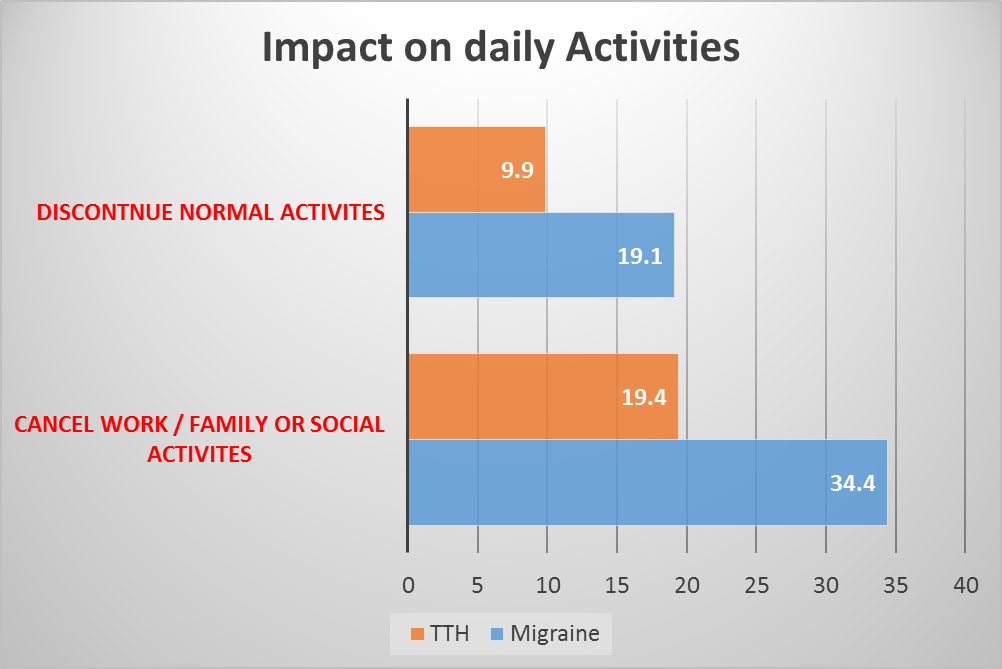 Impact on daily Activities
DISCONTNUE NORMAL ACTIVITES
9.9
19.1
CANCEL WORK / FAMILY OR SOCIAL
ACTIVITES
19.4
34.4
0 5 10 15 20 25 30 35 40
TTH Migraine